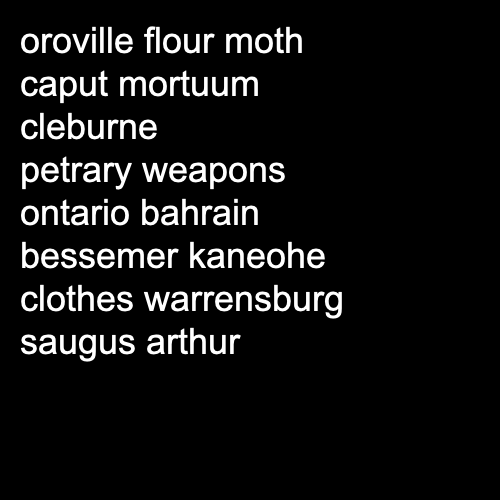 oroville flour moth
caput mortuum
cleburne
petrary weapons
ontario bahrain
bessemer kaneohe
clothes warrensburg
saugus arthur